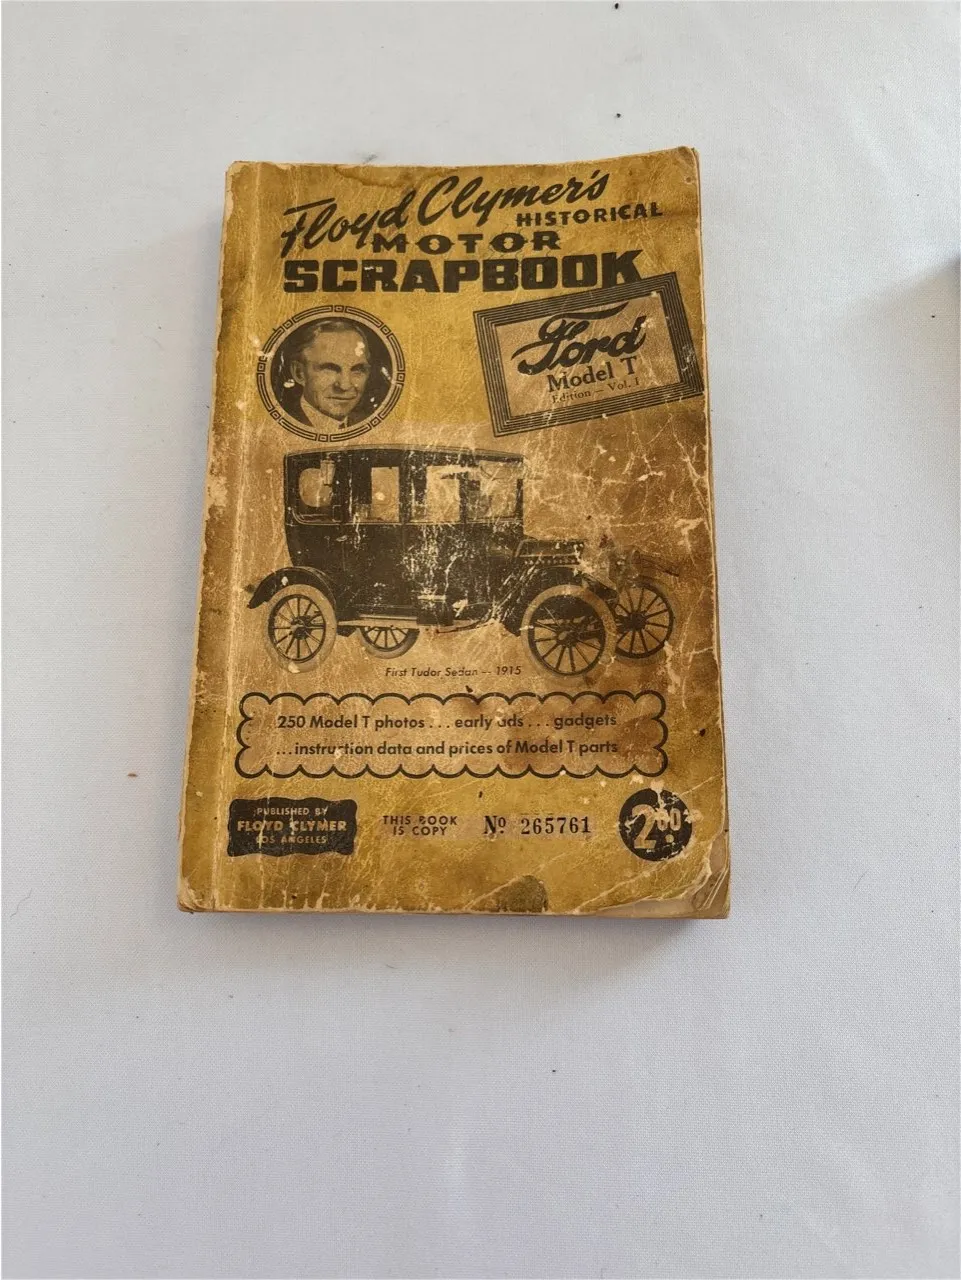 Floyd Clymer's
HISTORICAL
MOTOR
SCRAPBOOK
Ford
Model T
Edition — Vol. 1
First Tudor Sedan -- 1915
250 Model T photos . . . early ads . . . gadgets
. . . instruction data and prices of Model T parts
PUBLISHED BY
FLOYD CLYMER
LOS ANGELES
THIS BOOK
IS COPY
Nº 265761
2.00